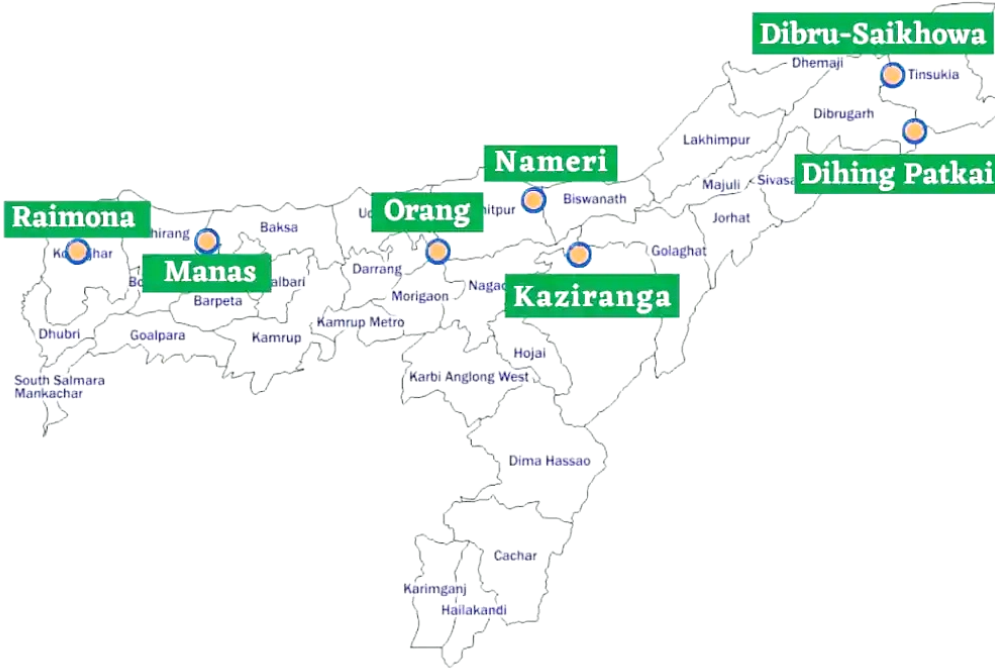 Dibru-Saikhowa
Dhemaji
Tinsukia
Dibrugarh
Lakhimpur
Dihing Patkai
Nameri
Majuli
Biswanath
Orang
Raimona
Jorhat
Baksa
Golaghat
Darrang
Manas
Kaziranga
Morigaon
Barpeta
Kamrup Metro
Dhubri
Goalpara
Kamrup
Hojai
South Salmara
Mankachar
Karbi Anglong West
Dima Hassao
Cachar
Karimganj
Hailakandi